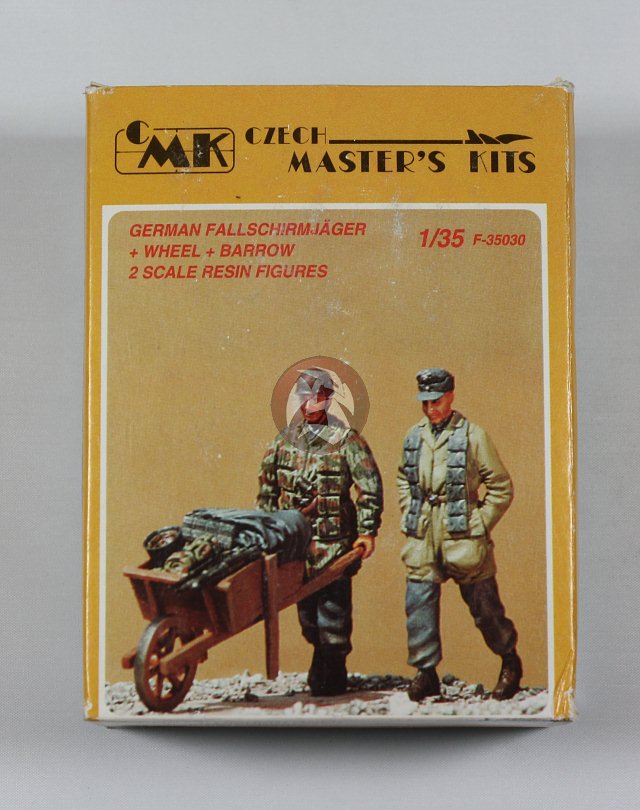 CMK
CZECH
MASTER'S KITS
GERMAN FALLSCHIRMJÄGER
+ WHEEL + BARROW
2 SCALE RESIN FIGURES
1/35 F-35030